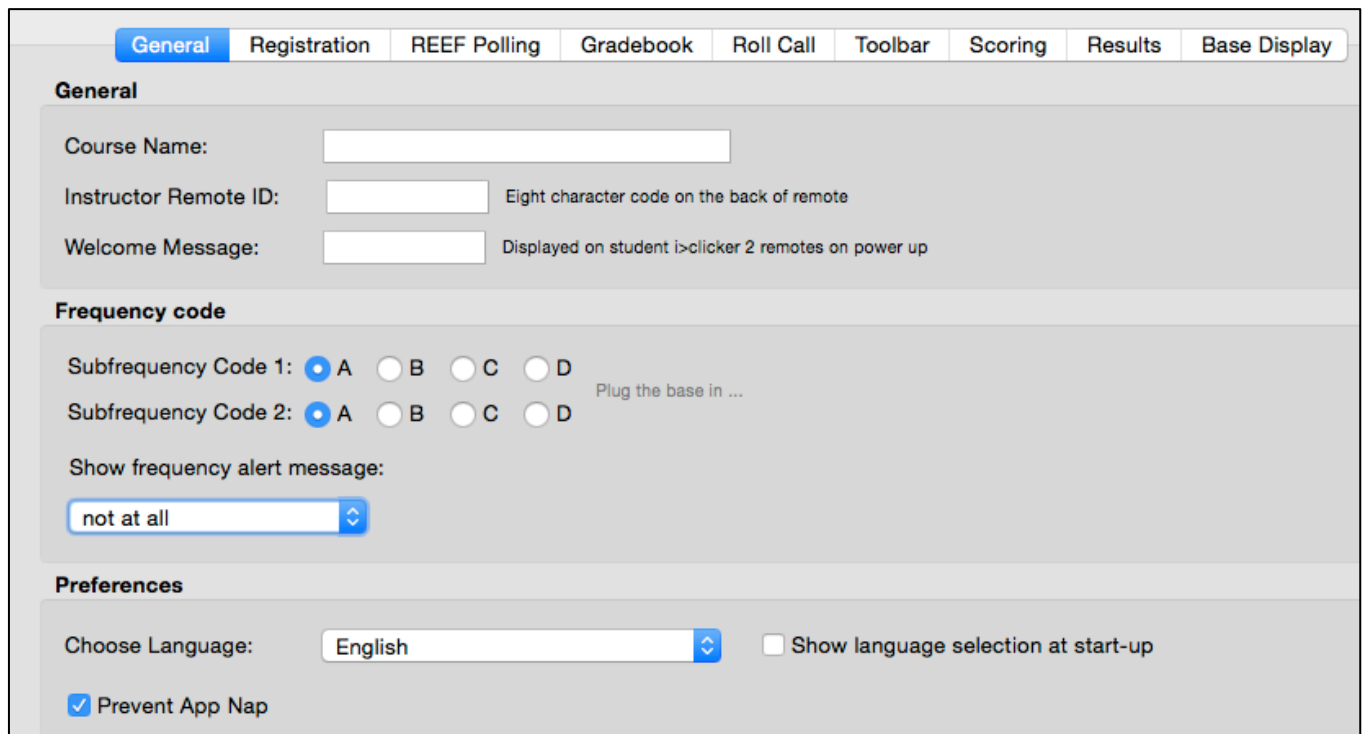 General Registration REEF Polling Gradebook Roll Call Toolbar Scoring Results Base Display
General
Course Name:
Instructor Remote ID: Eight character code on the back of remote
Welcome Message: Displayed on student i>clicker 2 remotes on power up
Frequency code
Subfrequency Code 1: A B C D
Plug the base in ...
Subfrequency Code 2: A B C D
Show frequency alert message:
not at all
Preferences
Choose Language: English Show language selection at start-up
Prevent App Nap